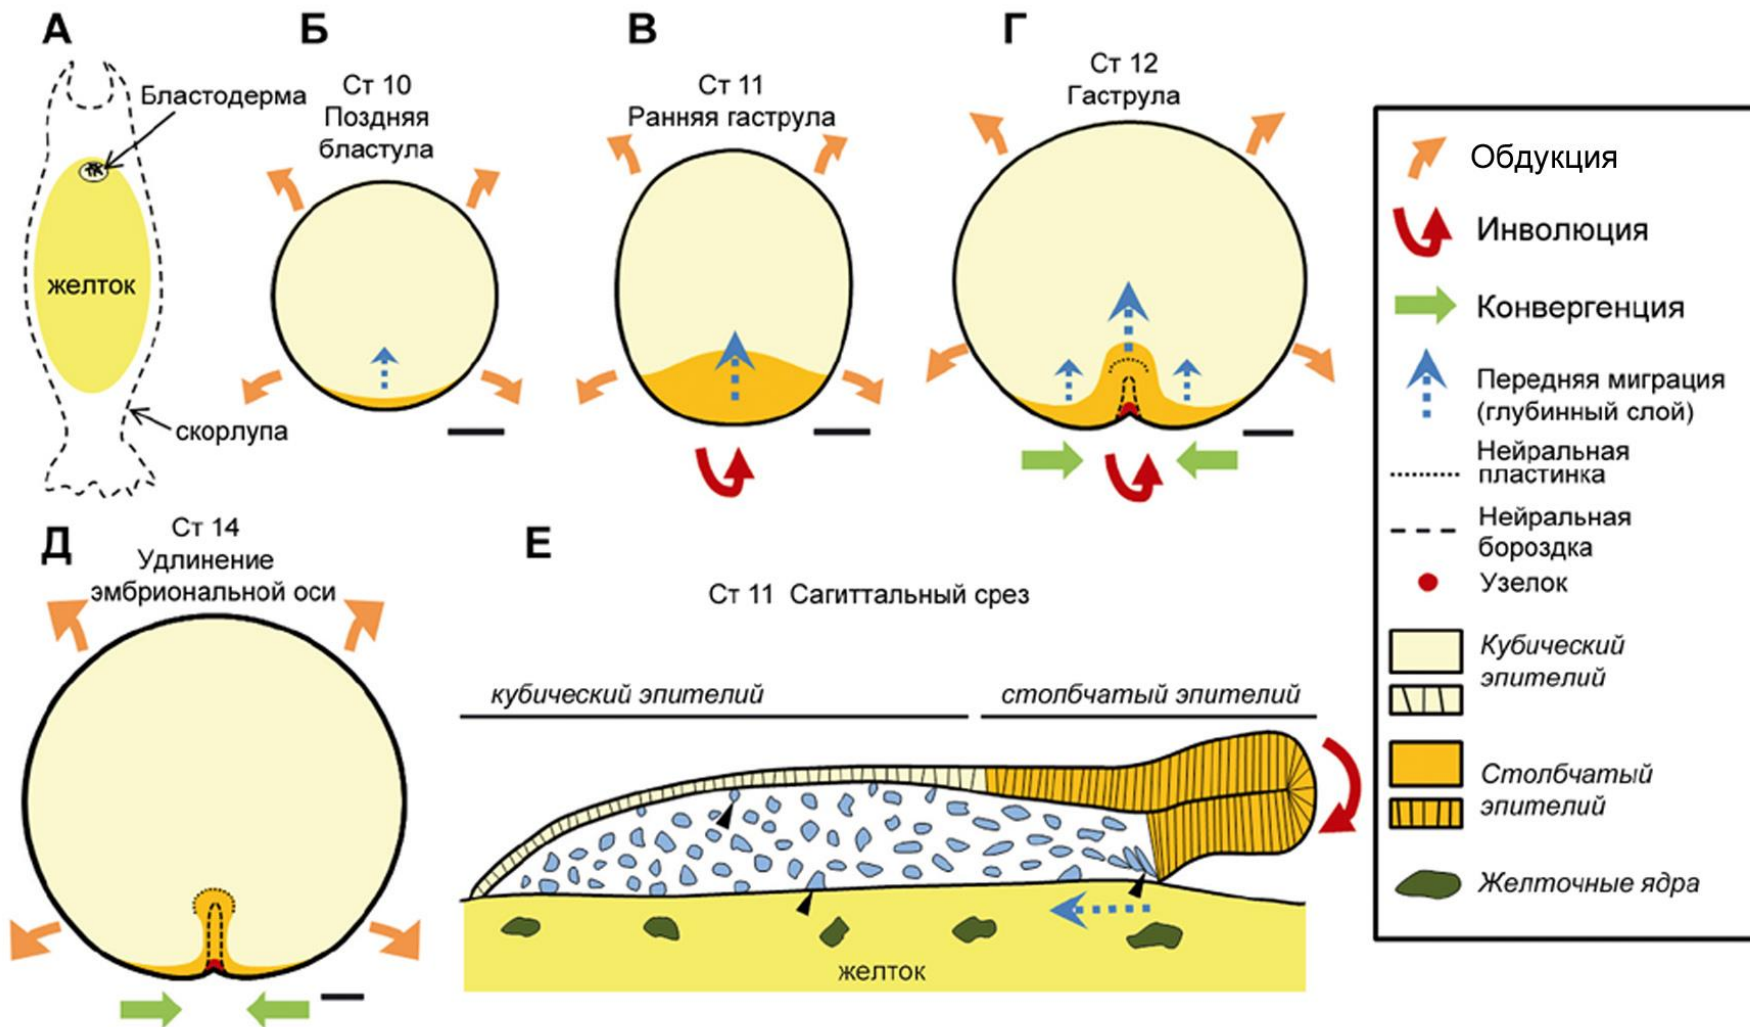 А
Бластодерма
желток
скорлупа
Б
Ст 10
Поздняя
бластула
В
Ст 11
Ранняя гаструла
Г
Ст 12
Гаструла
Д
Ст 14
Удлинение
эмбриональной оси
Е
Ст 11 Сагиттальный срез
кубический эпителий
столбчатый эпителий
желток
Обдукция
Инволюция
Конвергенция
Передняя миграция
(глубинный слой)
Нейральная
пластинка
Нейральная
бороздка
Узелок
Кубический
эпителий
Столбчатый
эпителий
Желточные ядра